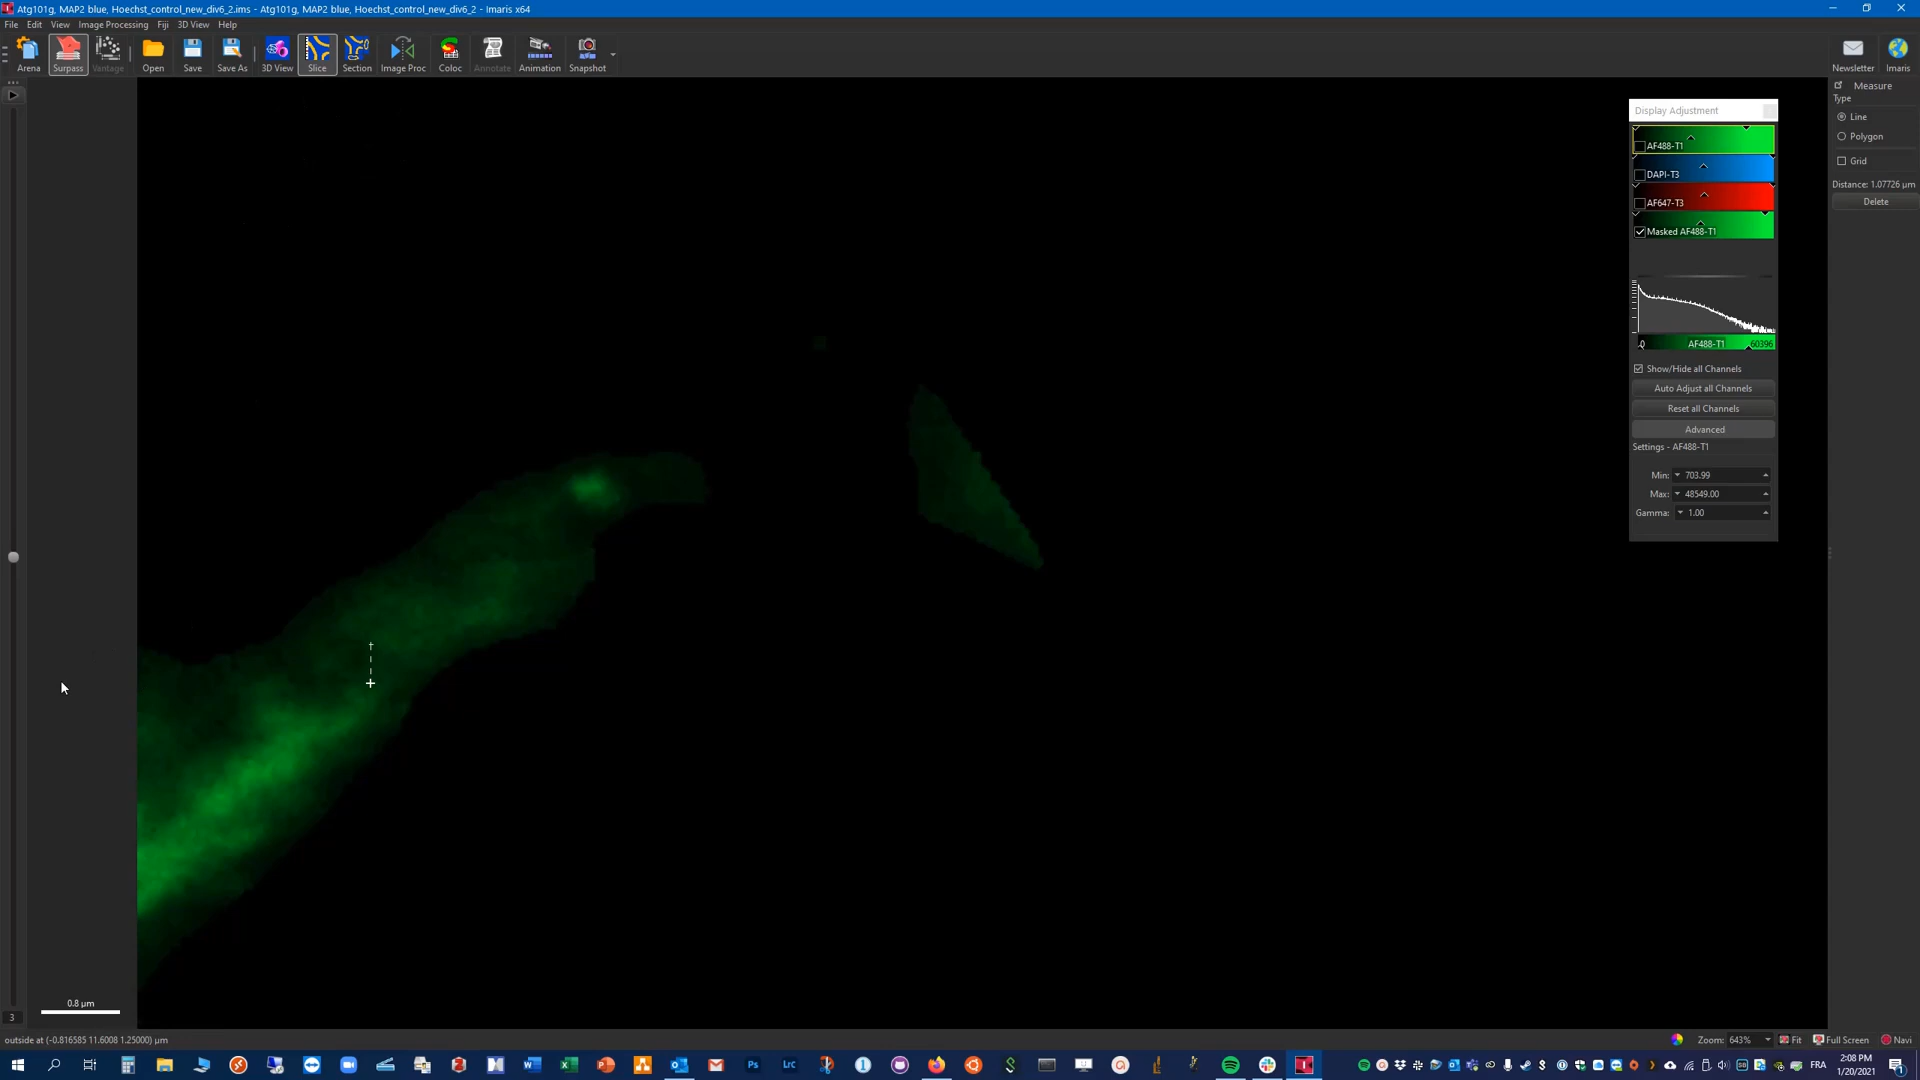 Atg101g, MAP2 blue, Hoechst_control_new_div6_2.ims - Atg101g, MAP2 blue, Hoechst_control_new_div6_2 - Imaris x64
File Edit View Image Processing Fiji 3D View Help
Arena Surpass Vantage Open Save Save As 3D View Slice Section Image Proc Coloc Annotate Animation Snapshot Newsletter Imaris
Measure
Type
Line
Polygon
Grid
Distance: 1.07726 µm
Delete
Display Adjustment
AF488-T1
DAPI-T3
AF647-T3
Masked AF488-T1
0 AF488-T1 60396
Show/Hide all Channels
Auto Adjust all Channels
Reset all Channels
Advanced
Settings - AF488-T1
Min: 703.99
Max: 48549.00
Gamma: 1.00
0.8 µm
3
outside at (-0.816585 11.6008 1.25000) µm
Zoom: 643% Fit Full Screen Navi
Ps Lrc
FRA
2:08 PM
1/20/2021